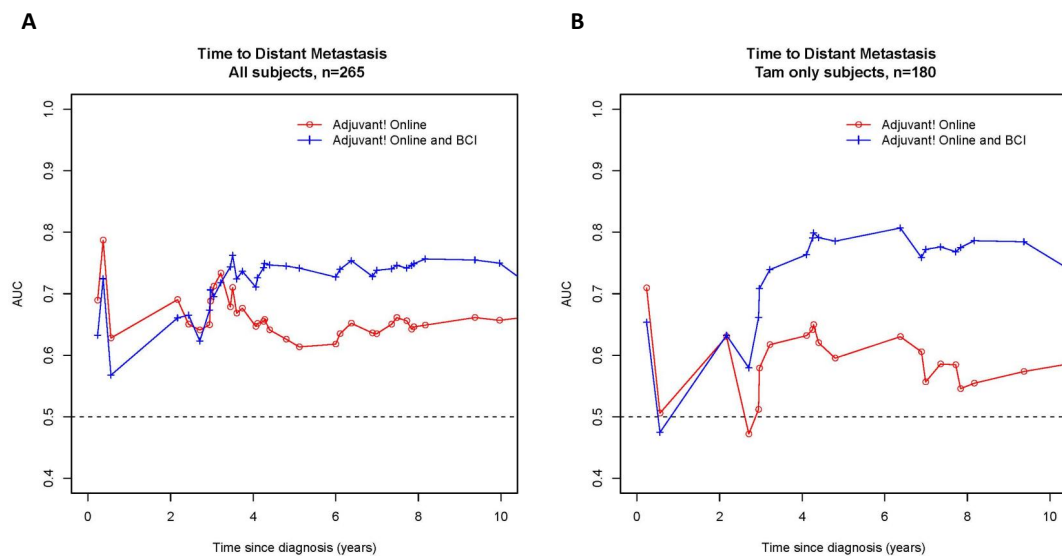 A
Time to Distant Metastasis
All subjects, n=265
Adjuvant! Online
Adjuvant! Online and BCI
AUC
1.0
0.9
0.8
0.7
0.6
0.5
0.4
0 2 4 6 8 10
Time since diagnosis (years)
B
Time to Distant Metastasis
Tam only subjects, n=180
Adjuvant! Online
Adjuvant! Online and BCI
AUC
1.0
0.9
0.8
0.7
0.6
0.5
0.4
0 2 4 6 8 10
Time since diagnosis (years)